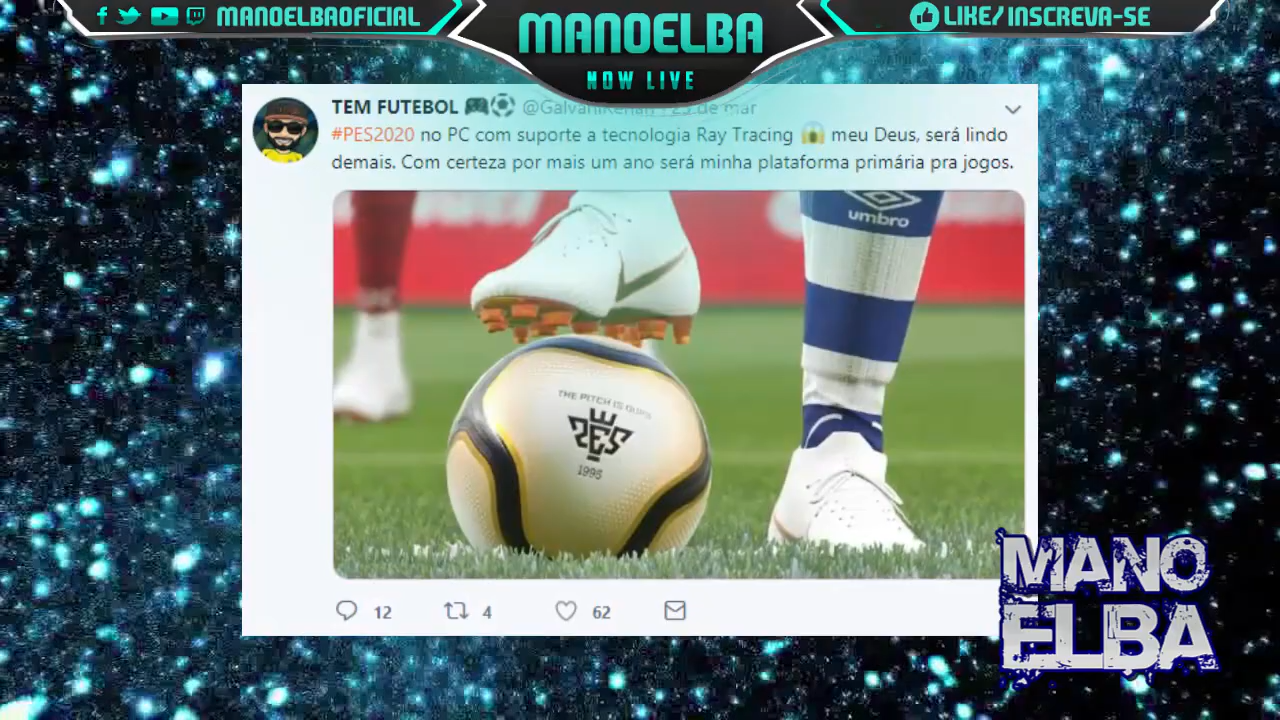 MANOELBAOFICIAL
MANOELBA
NOW LIVE
LIKE/INSCREVA-SE
TEM FUTEBOL
de mar
#PES2020 no PC com suporte a tecnologia Ray Tracing 😱 meu Deus, será lindo
demais. Com certeza por mais um ano será minha plataforma primária pra jogos.
umbro
THE PITCH IS OURS
PES
1995
12 4 62
MANO
ELBA